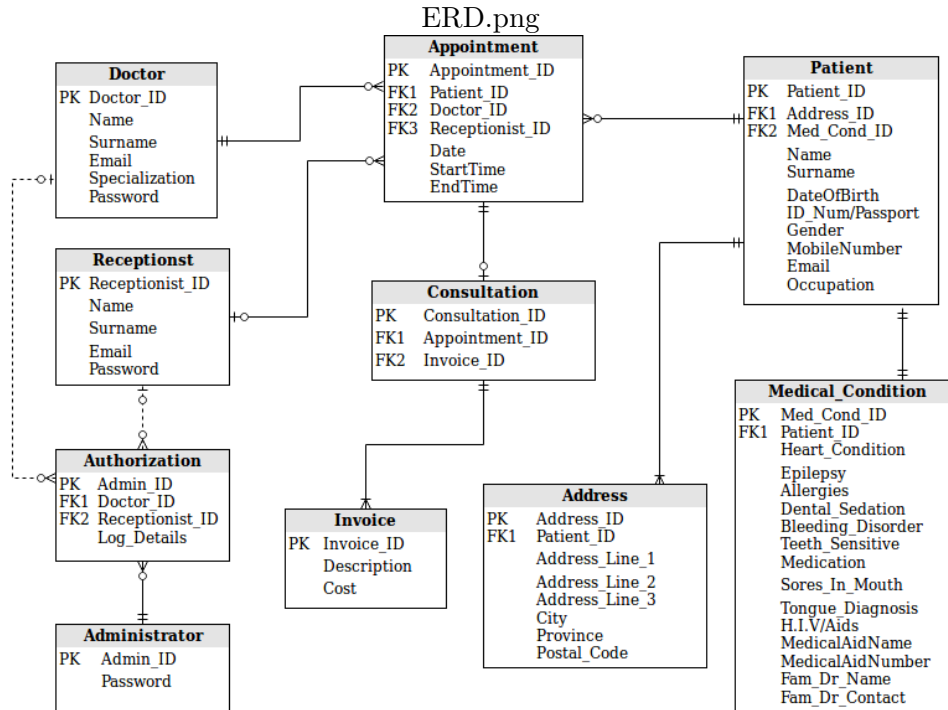 ERD.png
Doctor
PK Doctor_ID
Name
Surname
Email
Specialization
Password
Receptionst
PK Receptionist_ID
Name
Surname
Email
Password
Authorization
PK Admin_ID
FK1 Doctor_ID
FK2 Receptionist_ID
Log_Details
Administrator
PK Admin_ID
Password
Appointment
PK Appointment_ID
FK1 Patient_ID
FK2 Doctor_ID
FK3 Receptionist_ID
Date
StartTime
EndTime
Consultation
PK Consultation_ID
FK1 Appointment_ID
FK2 Invoice_ID
Invoice
PK Invoice_ID
Description
Cost
Address
PK Address_ID
FK1 Patient_ID
Address_Line_1
Address_Line_2
Address_Line_3
City
Province
Postal_Code
Patient
PK Patient_ID
FK1 Address_ID
FK2 Med_Cond_ID
Name
Surname
DateOfBirth
ID_Num/Passport
Gender
MobileNumber
Email
Occupation
Medical_Condition
PK Med_Cond_ID
FK1 Patient_ID
Heart_Condition
Epilepsy
Allergies
Dental_Sedation
Bleeding_Disorder
Teeth_Sensitive
Medication
Sores_In_Mouth
Tongue_Diagnosis
H.I.V/Aids
MedicalAidName
MedicalAidNumber
Fam_Dr_Name
Fam_Dr_Contact